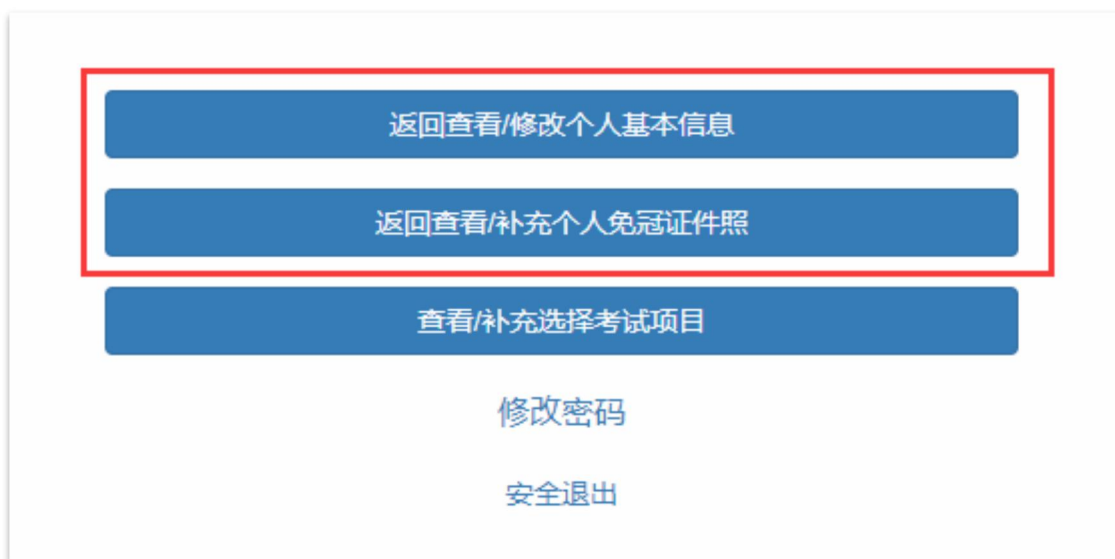 返回查看/修改个人基本信息
返回查看/补充个人免冠证件照
查看/补充选择考试项目
修改密码
安全退出